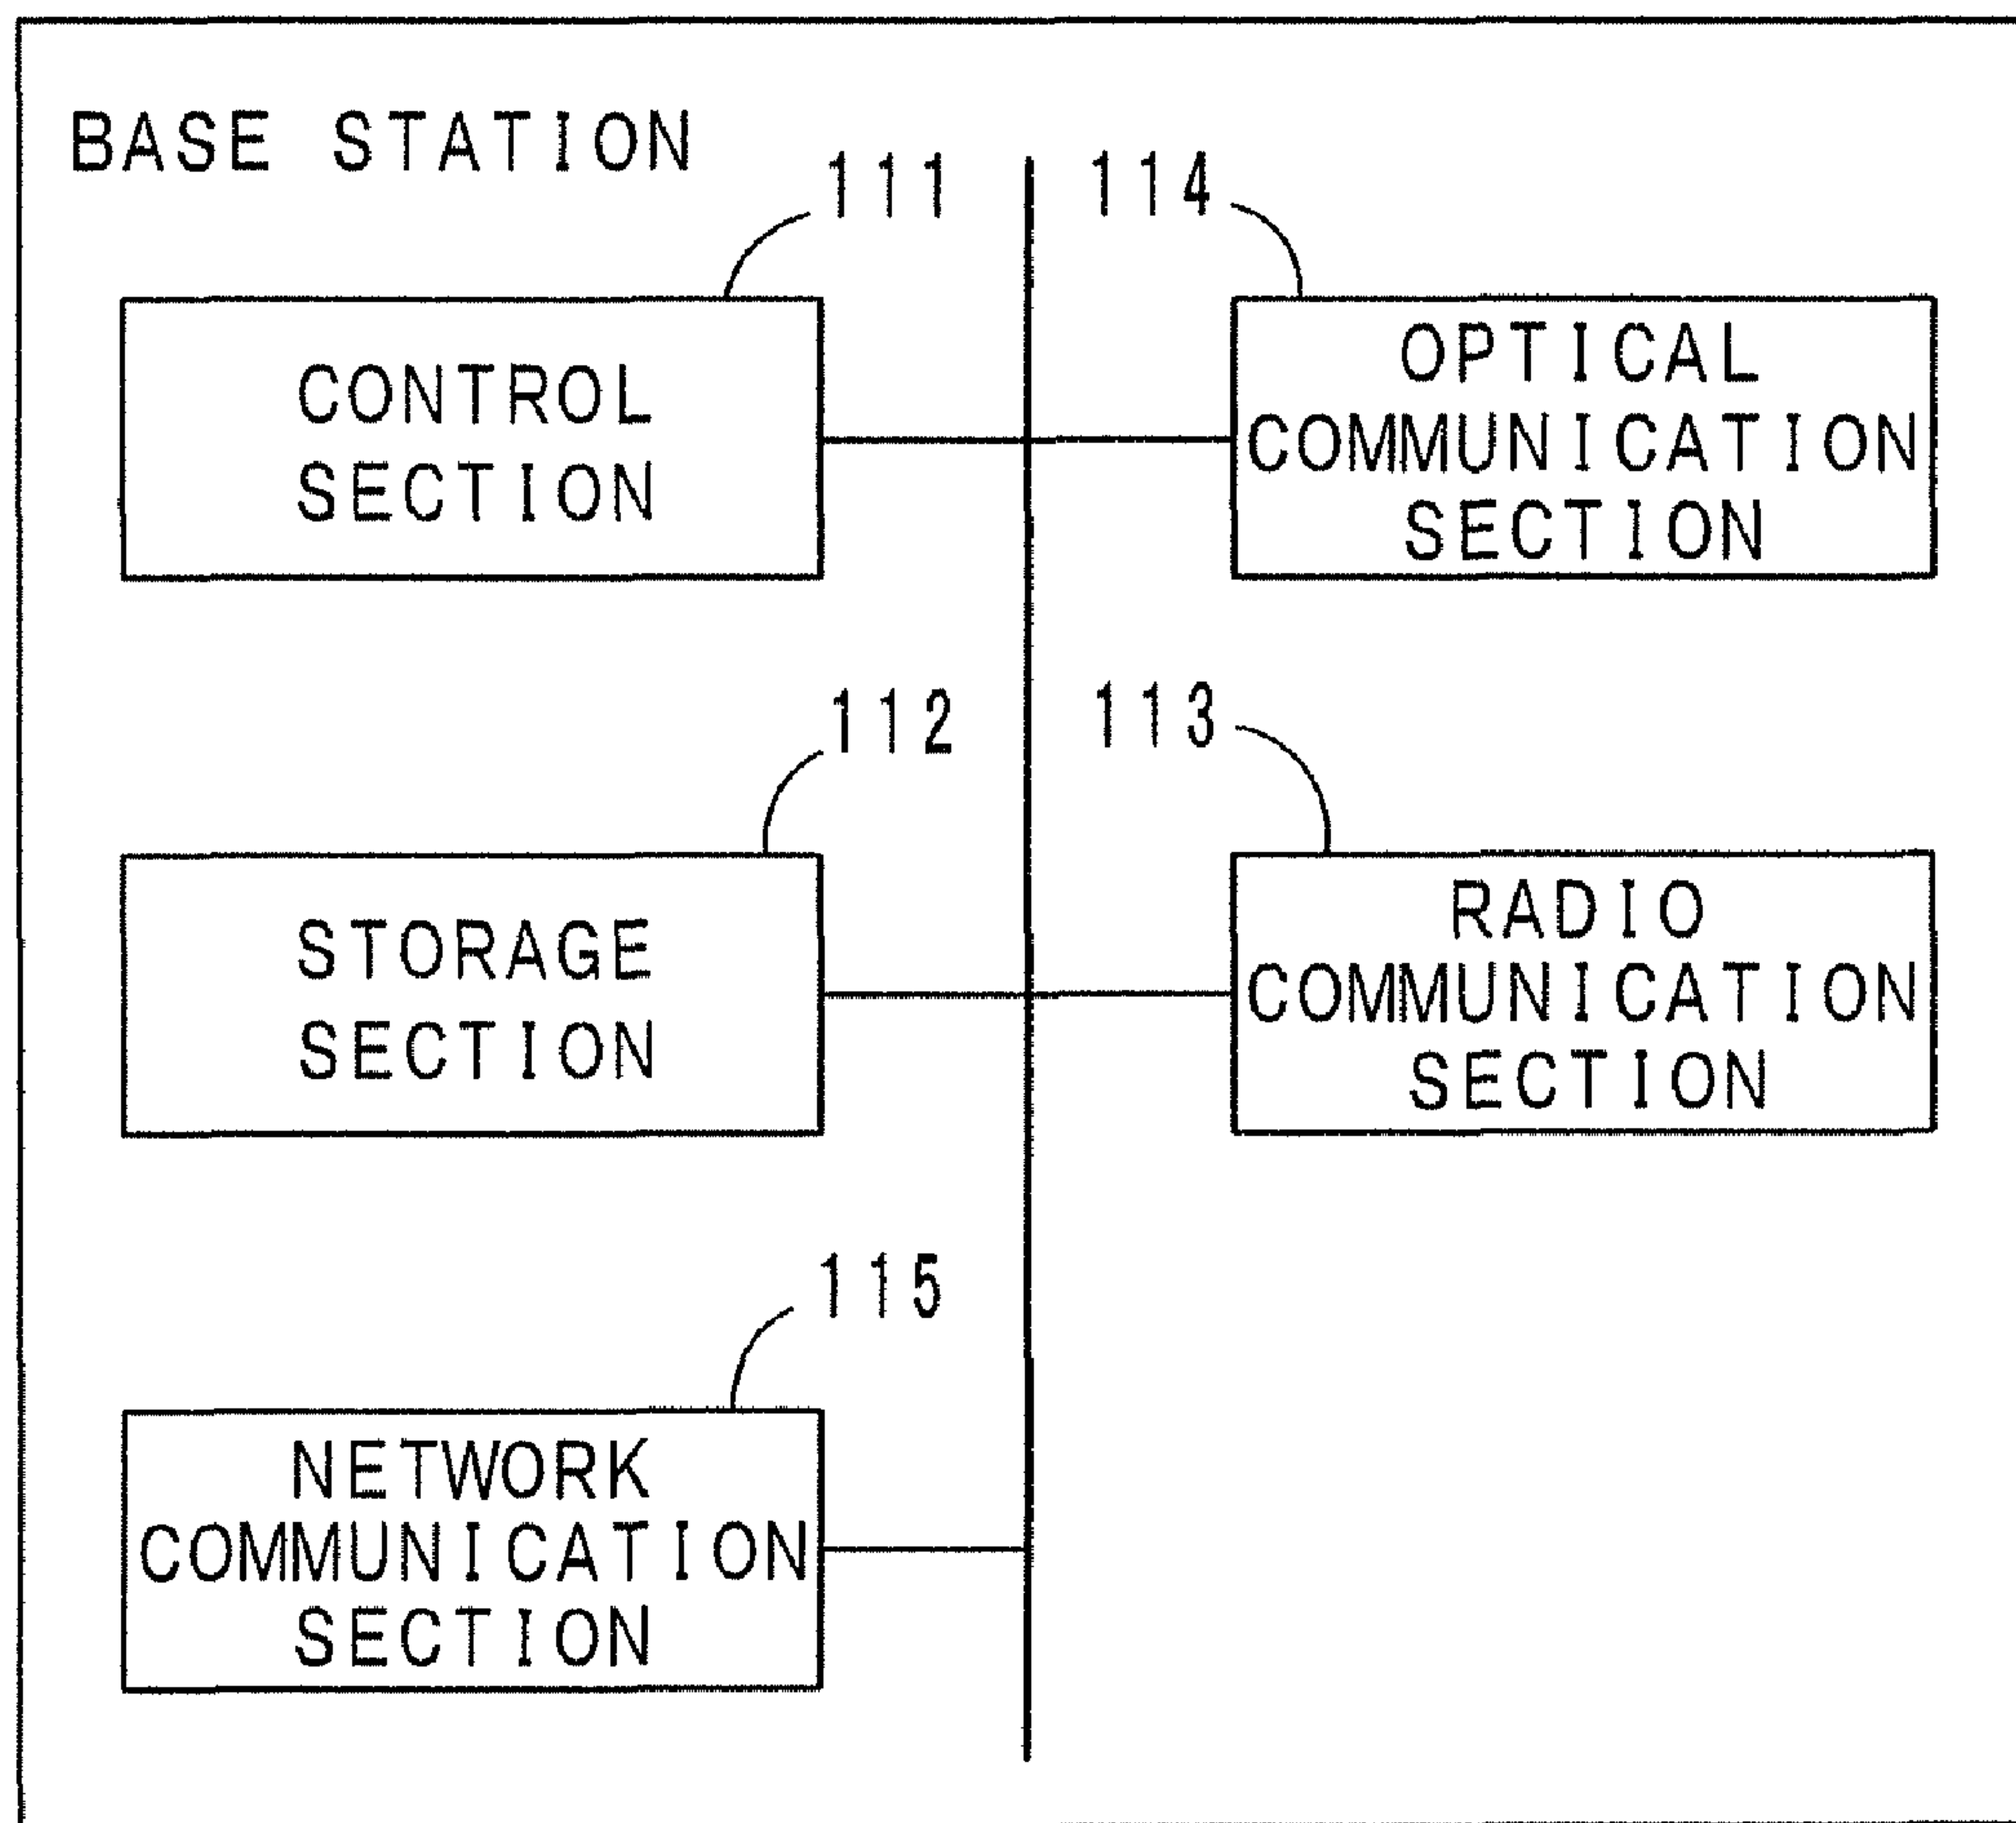 BASE STATION
111
114
CONTROL
SECTION
OPTICAL
COMMUNICATION
SECTION
112
113
STORAGE
SECTION
RADIO
COMMUNICATION
SECTION
115
NETWORK
COMMUNICATION
SECTION